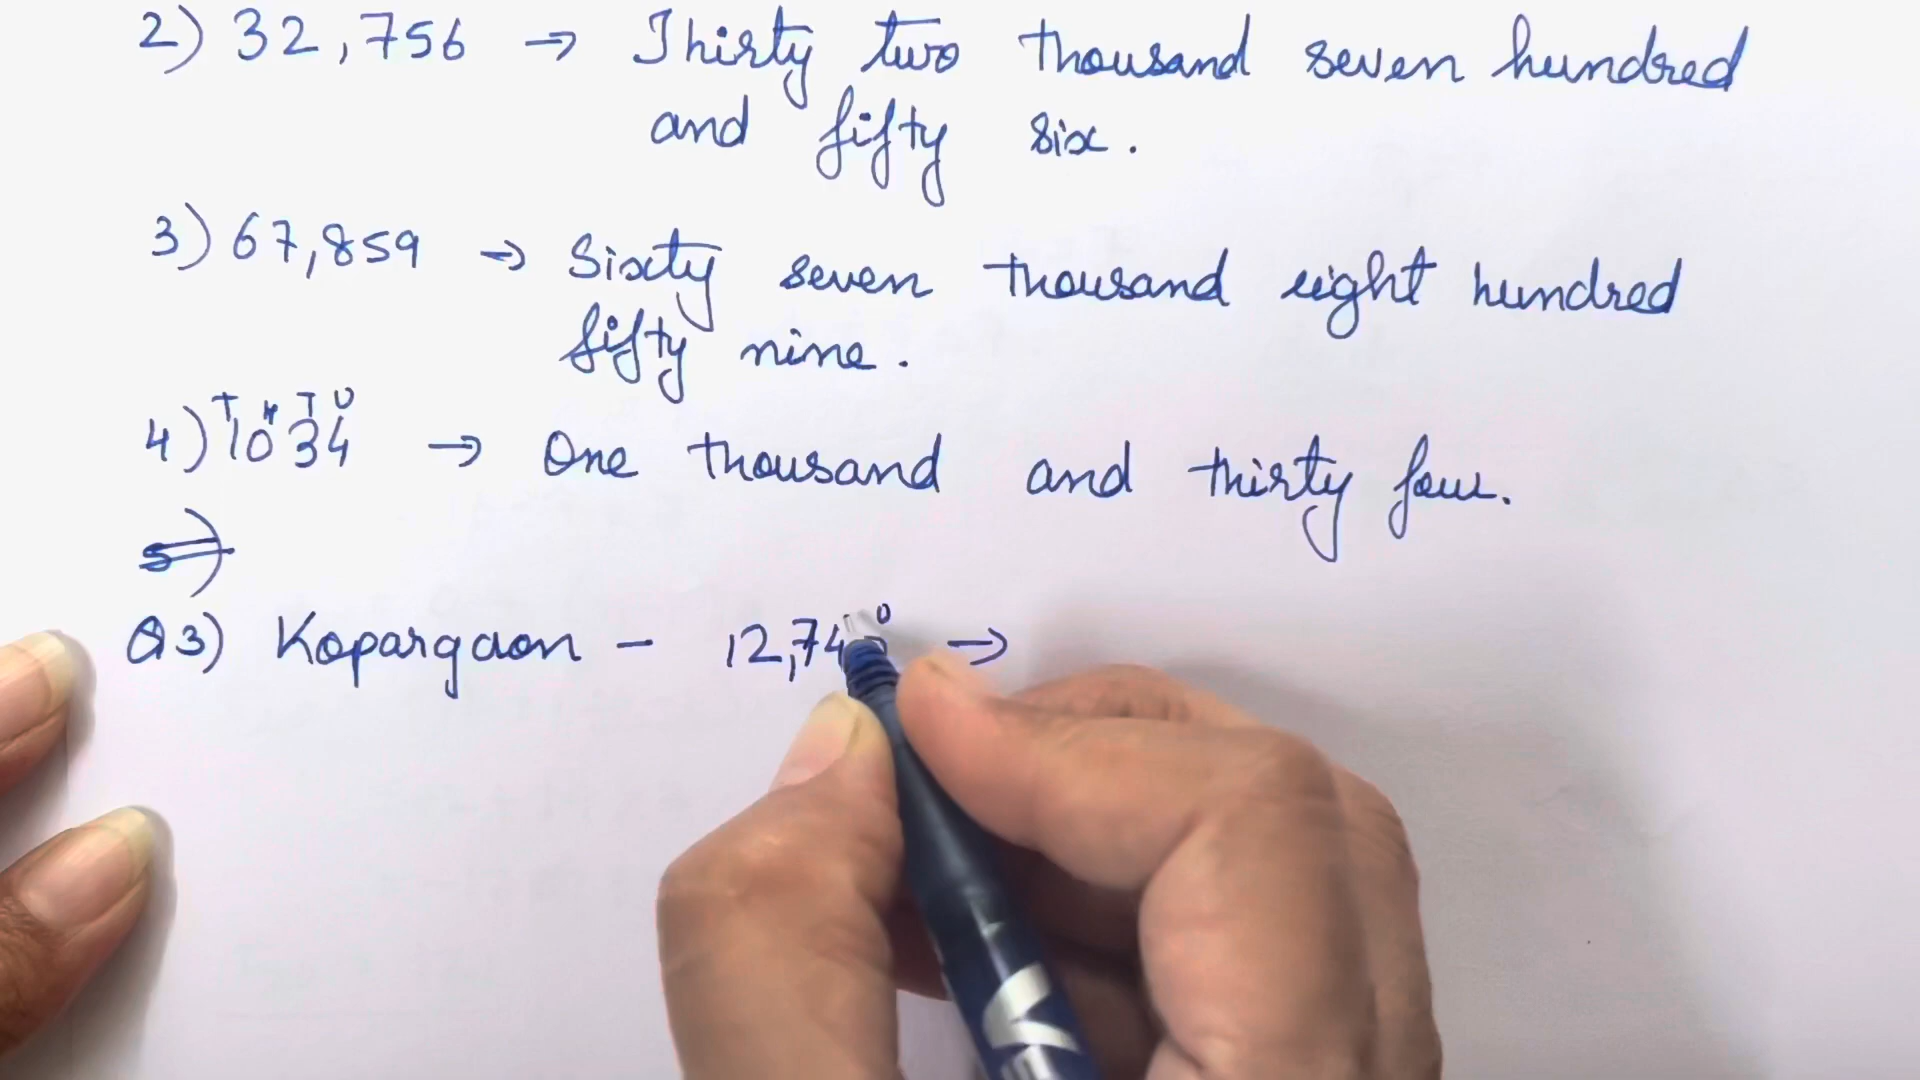 2) 32,756 → Thirty two thousand seven hundred
and fifty six.
3) 67,859 → Sixty seven thousand eight hundred
fifty nine.
T H T U
4) 1034 → One thousand and thirty four.
5)
U
Q3) Kopargaon - 12,74 →